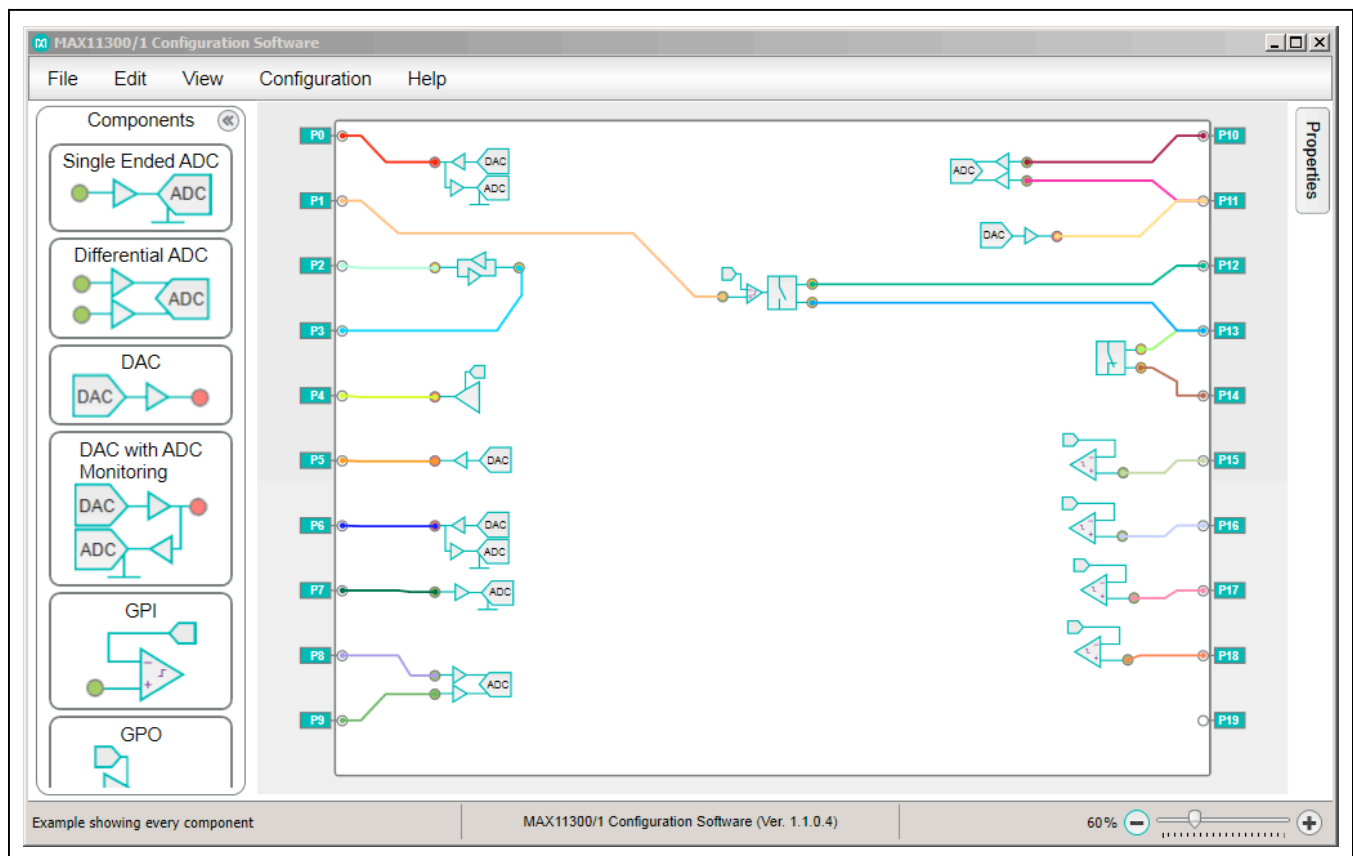 MAX11300/1 Configuration Software
File Edit View Configuration Help
Components
Single Ended ADC
ADC
Differential ADC
ADC
DAC
DAC
DAC with ADC
Monitoring
DAC
ADC
GPI
GPO
P0
P1
P2
P3
P4
P5
P6
P7
P8
P9
DAC
ADC
DAC
DAC
ADC
ADC
ADC
ADC
DAC
P10
P11
P12
P13
P14
P15
P16
P17
P18
P19
Properties
Example showing every component
MAX11300/1 Configuration Software (Ver. 1.1.0.4)
60%